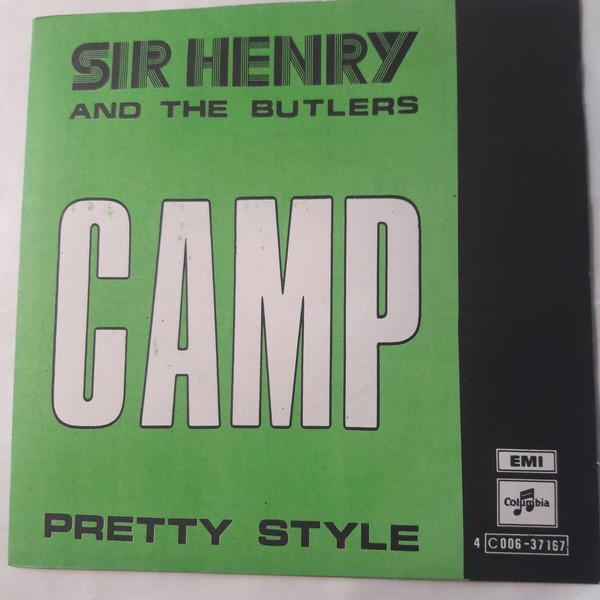 SIR HENRY
AND THE BUTLERS
CAMP
PRETTY STYLE
EMI
Columbia
4 C 006-37167